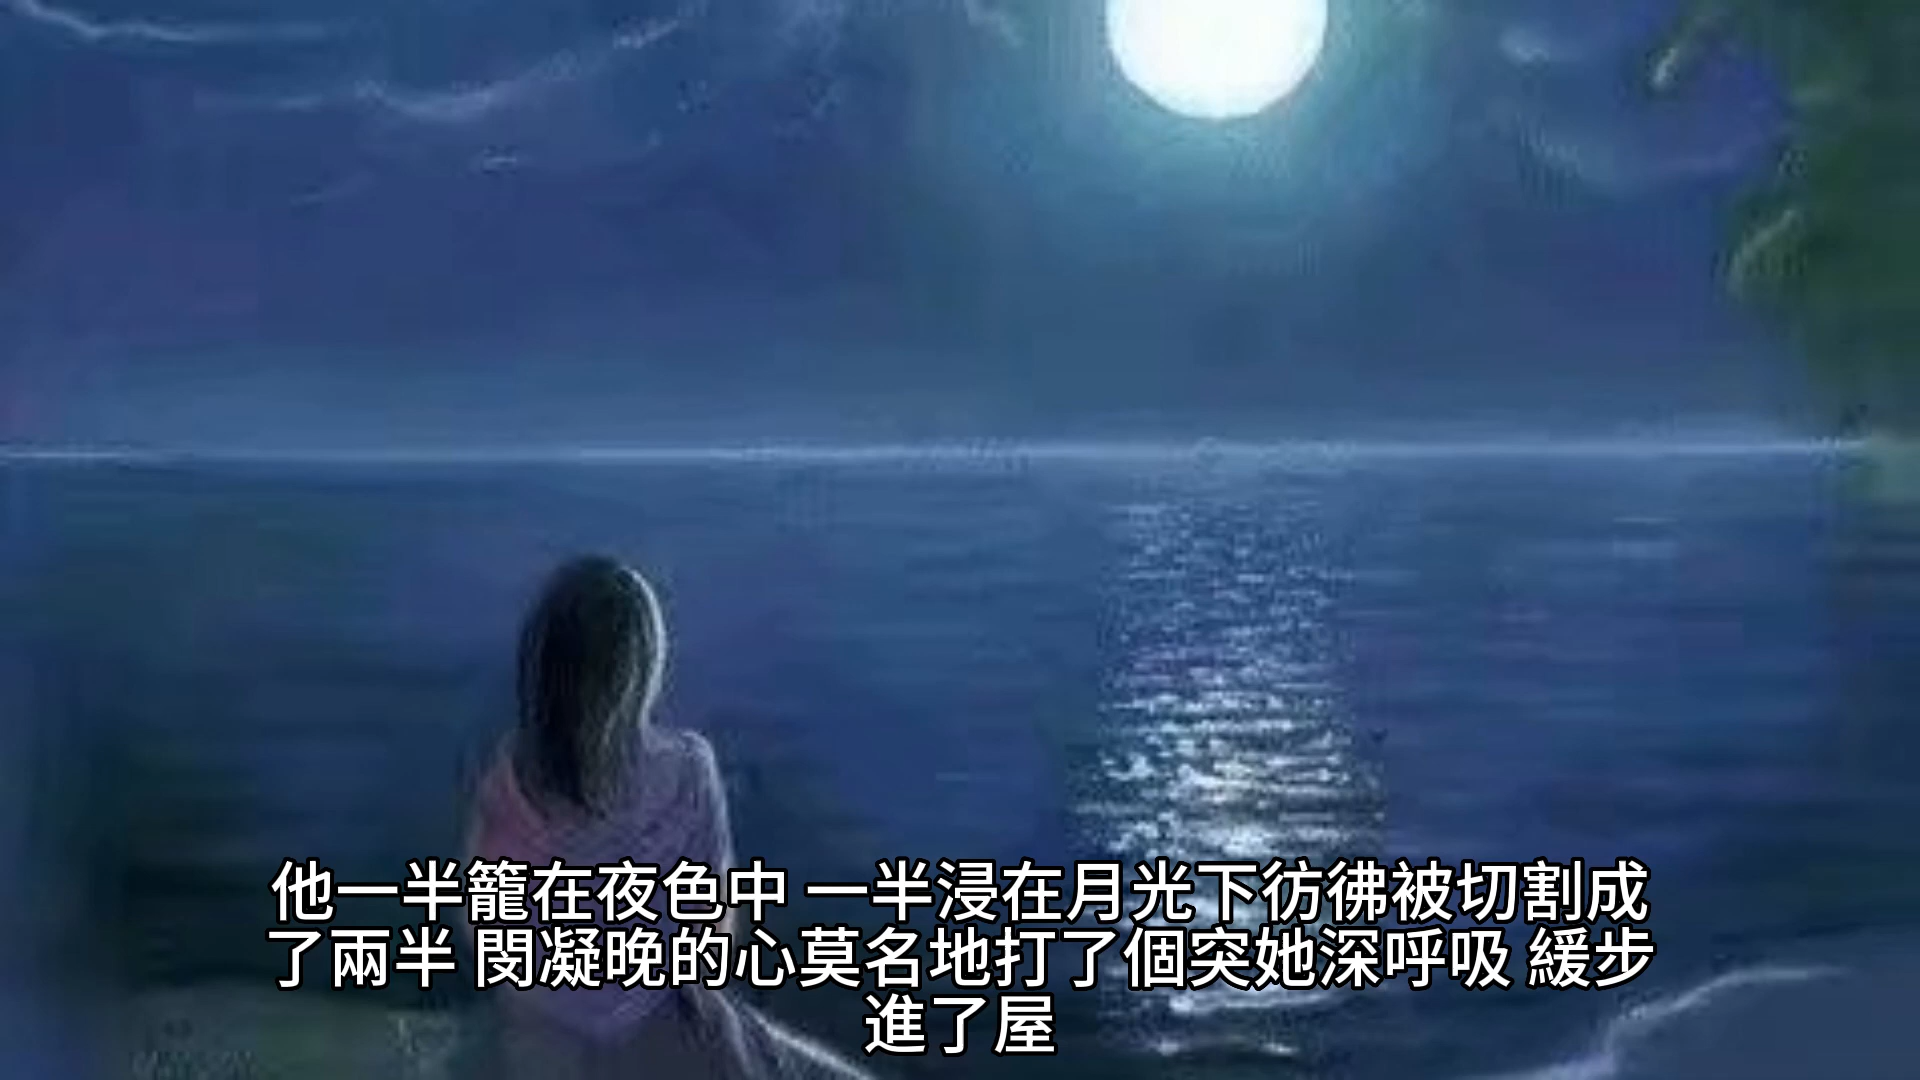 他一半籠在夜色中 一半浸在月光下彷彿被切割成
了兩半 閔凝晚的心莫名地打了個突她深呼吸 緩步
進了屋